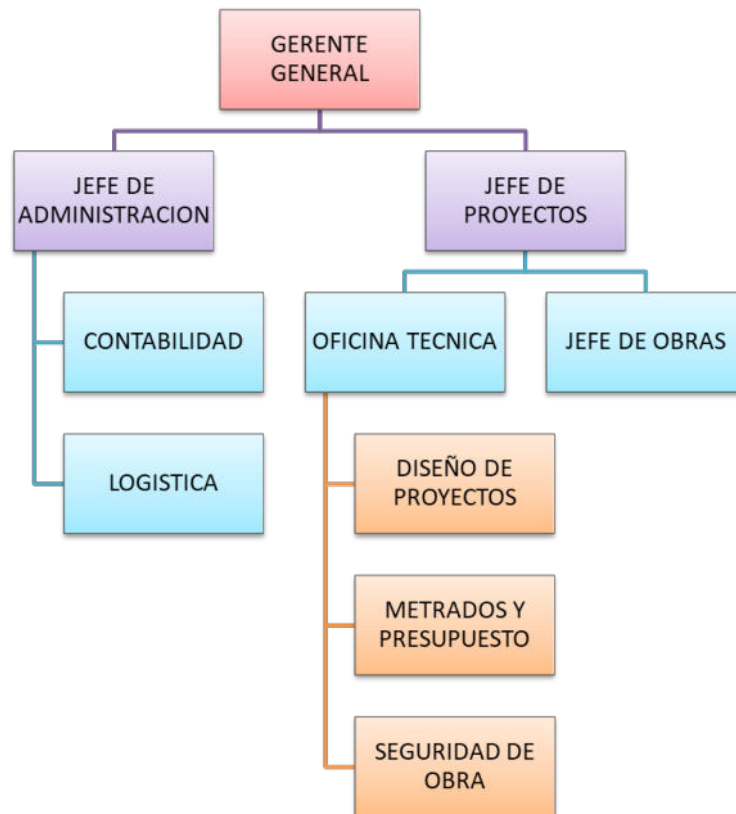 GERENTE
GENERAL
JEFE DE
ADMINISTRACION
JEFE DE
PROYECTOS
CONTABILIDAD
OFICINA TECNICA
JEFE DE OBRAS
LOGISTICA
DISEÑO DE
PROYECTOS
METRADOS Y
PRESUPUESTO
SEGURIDAD DE
OBRA